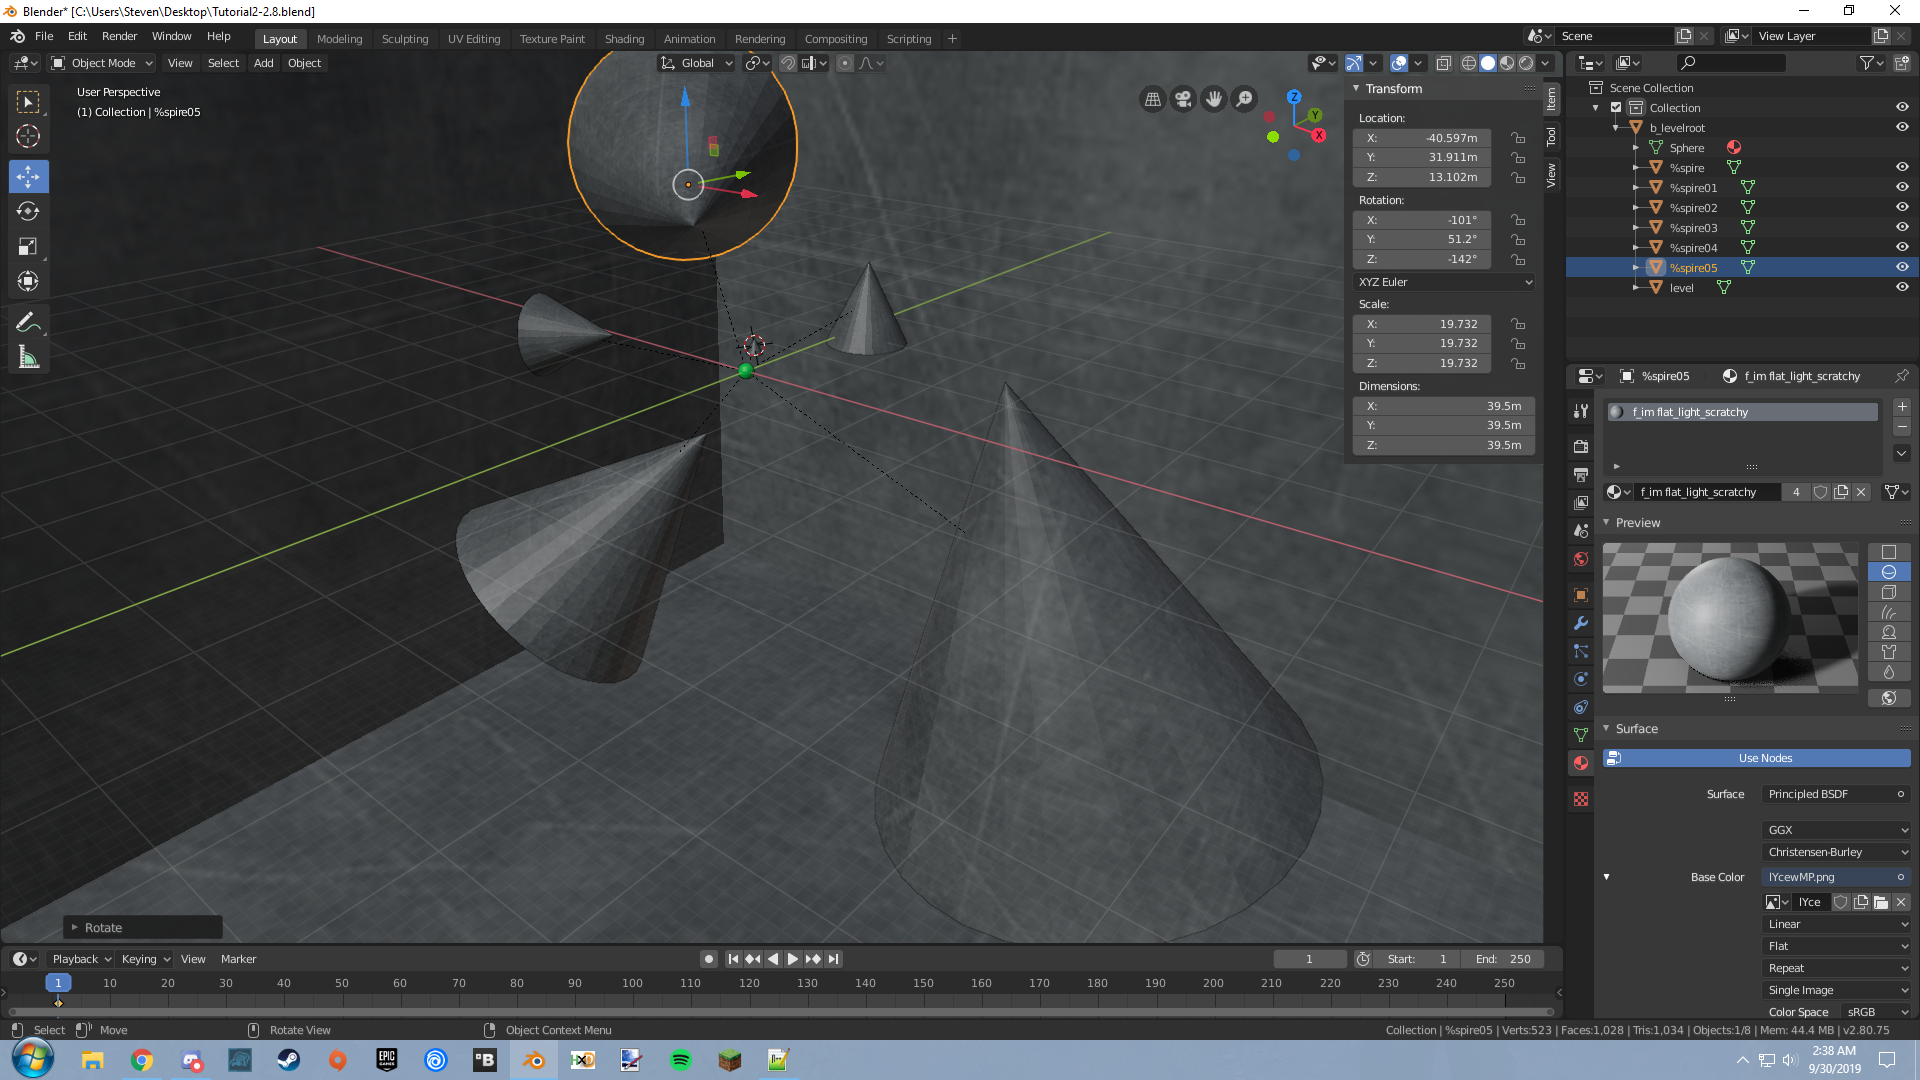 Blender* [C:\Users\Steven\Desktop\Tutorial2-2.8.blend]
File Edit Render Window Help Layout Modeling Sculpting UV Editing Texture Paint Shading Animation Rendering Compositing Scripting + Scene View Layer
Object Mode View Select Add Object Global
User Perspective
(1) Collection | %spire05
Z
Y
X
Transform
Location:
X: -40.597m
Y: 31.911m
Z: 13.102m
Rotation:
X: -101°
Y: 51.2°
Z: -142°
XYZ Euler
Scale:
X: 19.732
Y: 19.732
Z: 19.732
Dimensions:
X: 39.5m
Y: 39.5m
Z: 39.5m
Item
Tool
View
Scene Collection
Collection
b_levelroot
Sphere
%spire
%spire01
%spire02
%spire03
%spire04
%spire05
level
%spire05 f_im flat_light_scratchy
f_im flat_light_scratchy
f_im flat_light_scratchy 4
Preview
Surface
Use Nodes
Surface Principled BSDF
GGX
Christensen-Burley
Base Color lYcewMP.png
lYce
Linear
Flat
Repeat
Single Image
Color Space sRGB
Rotate
Playback Keying View Marker 1 Start: 1 End: 250
1 10 20 30 40 50 60 70 80 90 100 110 120 130 140 150 160 170 180 190 200 210 220 230 240 250
Select Move Rotate View Object Context Menu Collection | %spire05 | Verts:523 | Faces:1,028 | Tris:1,034 | Objects:1/8 | Mem: 44.4 MB | v2.80.75
EPIC GAMES
B
2:38 AM
9/30/2019